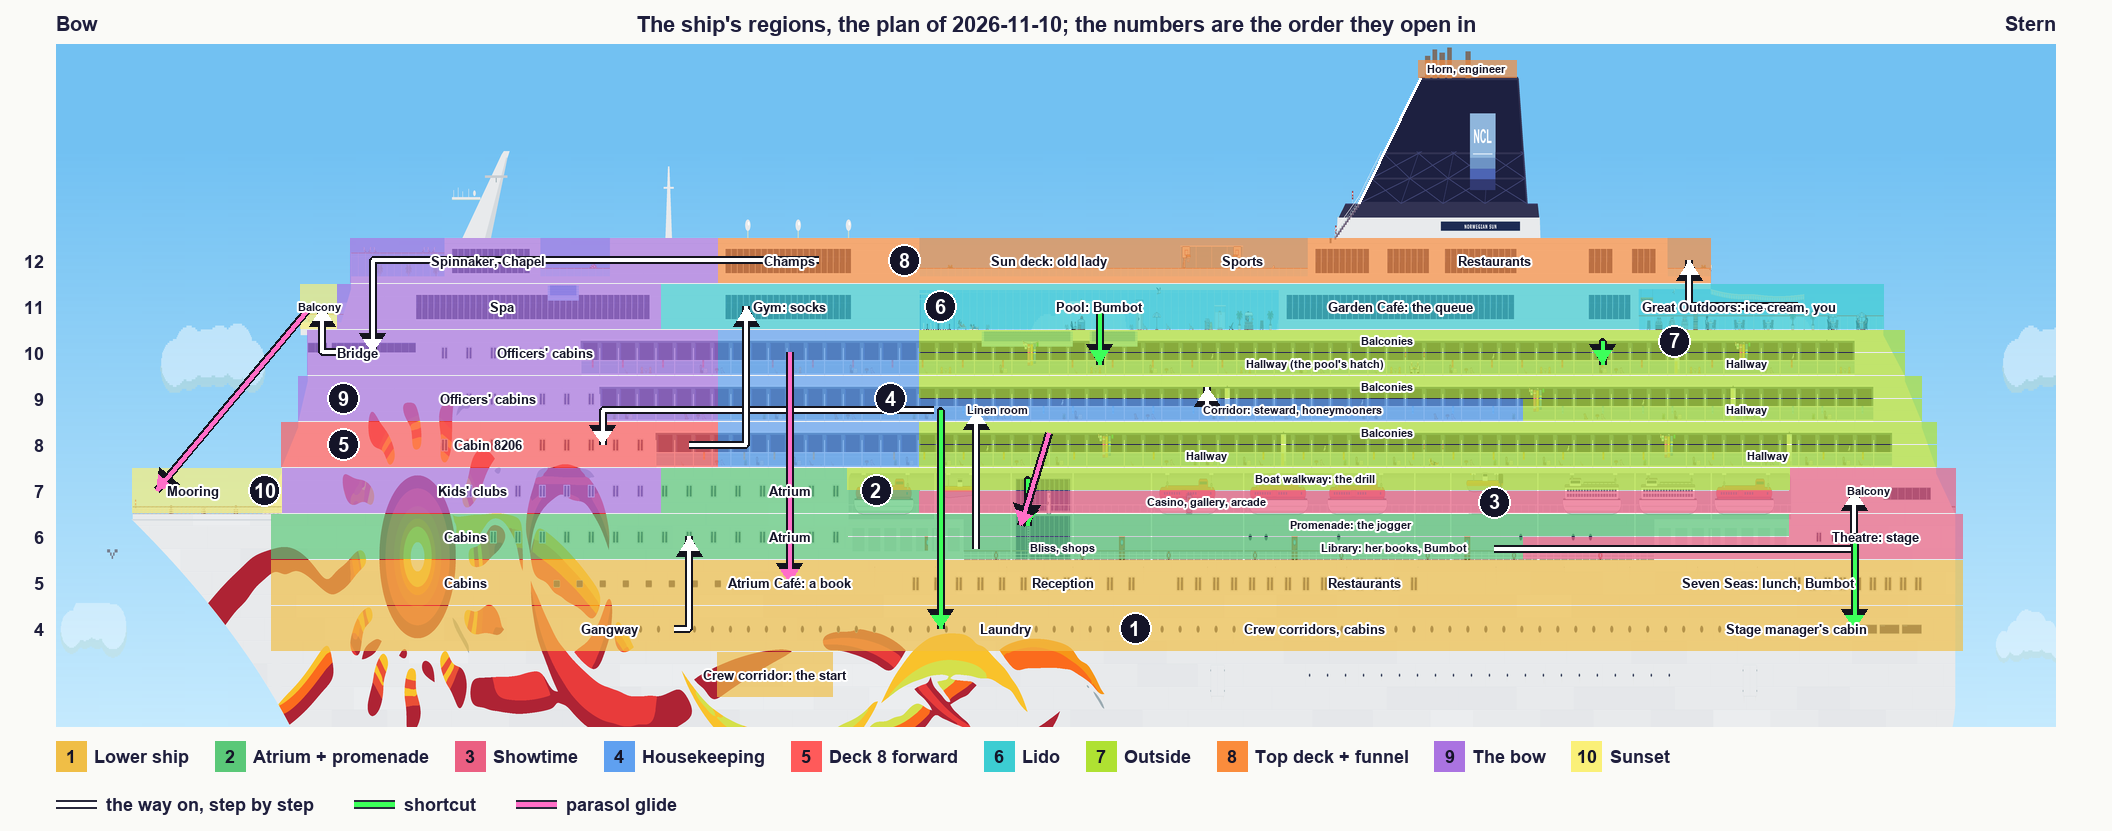 Bow
The ship's regions, the plan of 2026-11-10; the numbers are the order they open in
Stern
Horn, engineer
NCL
NORWEGIAN SUN
12
Spinnaker, Chapel
Champs
8
Sun deck: old lady
Sports
Restaurants
11
Balcony
Spa
Gym: socks
6
Pool: Bumbot
Garden Café: the queue
Great Outdoors: ice cream, you
10
Bridge
Officers' cabins
Balconies
7
Hallway (the pool's hatch)
Hallway
9
9
Officers' cabins
4
Balconies
Linen room
Corridor: steward, honeymooners
Hallway
8
5
Cabin 8206
Balconies
Hallway
Hallway
7
Mooring
10
Kids' clubs
Atrium
2
Boat walkway: the drill
Casino, gallery, arcade
3
Balcony
6
Cabins
Atrium
Promenade: the jogger
Bliss, shops
Library: her books, Bumbot
Theatre: stage
5
Cabins
Atrium Café: a book
Reception
Restaurants
Seven Seas: lunch, Bumbot
4
Gangway
Laundry
1
Crew corridors, cabins
Stage manager's cabin
Crew corridor: the start
1 Lower ship
2 Atrium + promenade
3 Showtime
4 Housekeeping
5 Deck 8 forward
6 Lido
7 Outside
8 Top deck + funnel
9 The bow
10 Sunset
the way on, step by step
shortcut
parasol glide